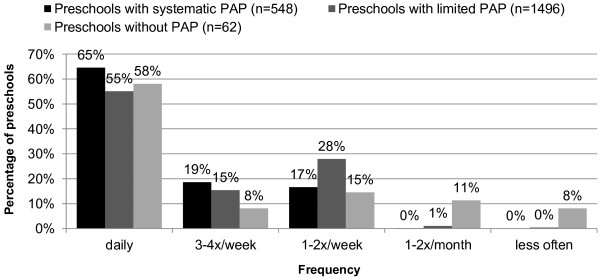 Preschools with systematic PAP (n=548) Preschools with limited PAP (n=1496)
Preschools without PAP (n=62)
Percentage of preschools
70%
60%
50%
40%
30%
20%
10%
0%
65% 55% 58%
19% 15% 8%
17% 28% 15%
0% 1% 11%
0% 0% 8%
daily 3-4x/week 1-2x/week 1-2x/month less often
Frequency